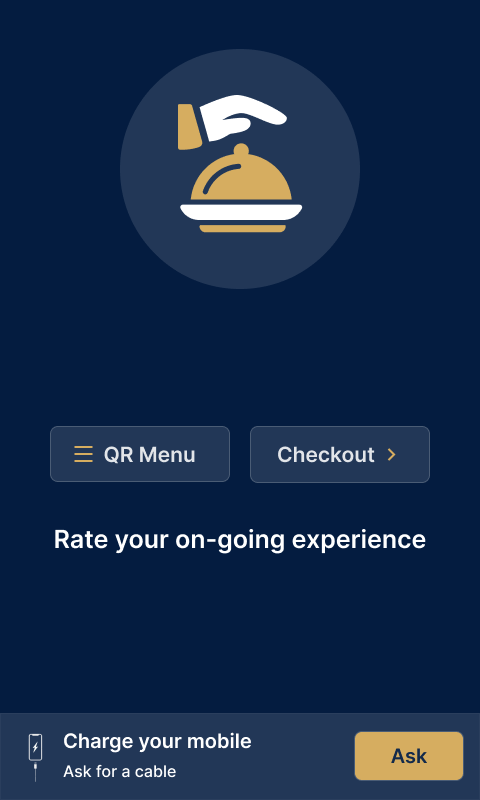 QR Menu
Checkout
Rate your on-going experience
Charge your mobile
Ask for a cable
Ask